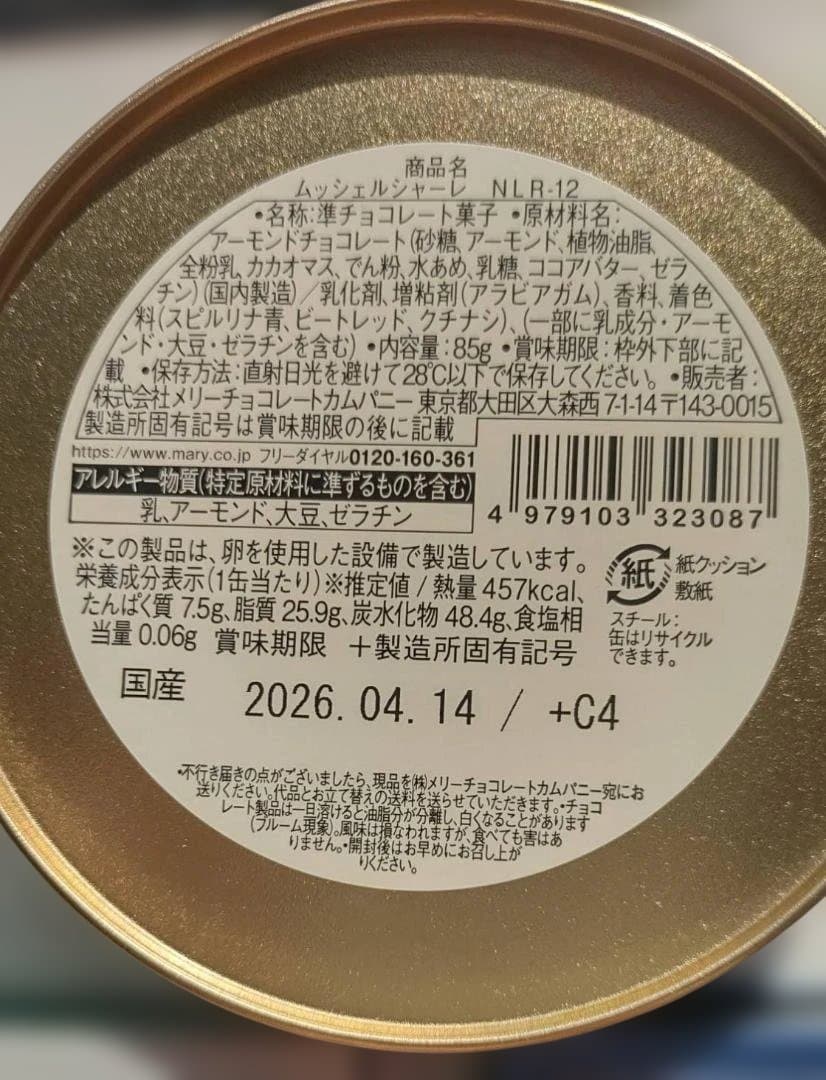 商品名
ムッシェルシャーレ NLR-12
•名称:準チョコレート菓子 •原材料名:
アーモンドチョコレート(砂糖、アーモンド、植物油脂、
全粉乳、カカオマス、でん粉、水あめ、乳糖、ココアバター、ゼラ
チン)(国内製造)/乳化剤、増粘剤(アラビアガム)、香料、着色
料(スピルリナ青、ビートレッド、クチナシ)、(一部に乳成分・アーモ
ンド・大豆・ゼラチンを含む) •内容量:85g •賞味期限:枠外下部に記
載 •保存方法:直射日光を避けて28℃以下で保存してください。 •販売者:
株式会社メリーチョコレートカムパニー 東京都大田区大森西7-1-14〒143-0015
製造所固有記号は賞味期限の後に記載
https://www.mary.co.jp フリーダイヤル0120-160-361
アレルギー物質(特定原材料に準ずるものを含む)
乳、アーモンド、大豆、ゼラチン
4 979103 323087
※この製品は、卵を使用した設備で製造しています。
栄養成分表示(1缶当たり)※推定値/熱量457kcal、
たんぱく質7.5g、脂質25.9g、炭水化物48.4g、食塩相
当量0.06g 賞味期限 +製造所固有記号
紙 紙クッション
敷紙
スチール:
缶はリサイクル
できます。
国産 2026.04.14 / +C4
•不行き届きの点がございましたら、現品を㈱メリーチョコレートカムパニー宛にお
送りください。代品とお立て替えの送料を送らせていただきます。•チョコ
レート製品は一旦溶けると油脂分が分離し、白くなることがあります
(ブルーム現象)。風味は損なわれますが、食べても害はあ
りません。•開封後はお早めにお召し上が
りください。